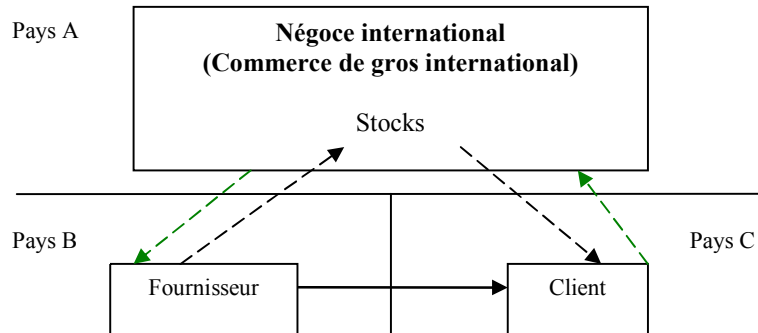 Pays A
Négoce international
(Commerce de gros international)
Stocks
Pays B
Pays C
Fournisseur
Client